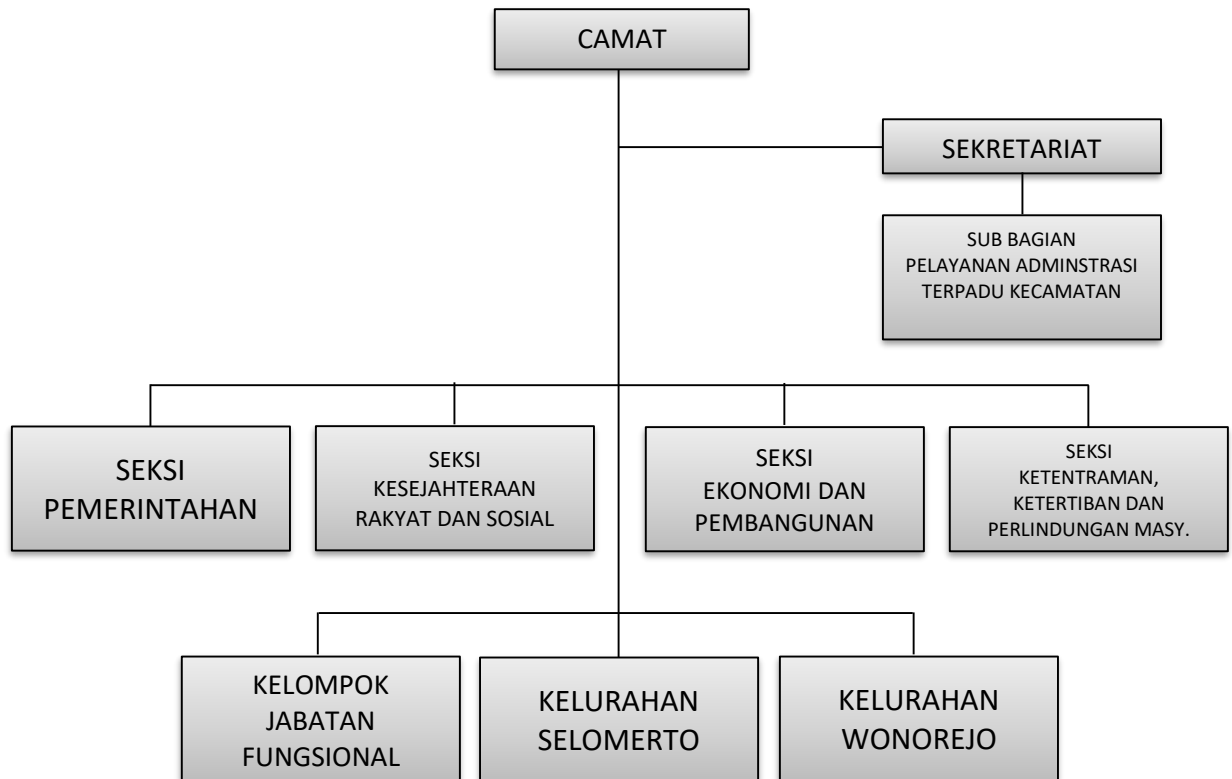 CAMAT
SEKRETARIAT
SUB BAGIAN
PELAYANAN ADMINSTRASI
TERPADU KECAMATAN
SEKSI
PEMERINTAHAN
SEKSI
KESEJAHTERAAN
RAKYAT DAN SOSIAL
SEKSI
EKONOMI DAN
PEMBANGUNAN
SEKSI
KETENTRAMAN,
KETERTIBAN DAN
PERLINDUNGAN MASY.
KELOMPOK
JABATAN
FUNGSIONAL
KELURAHAN
SELOMERTO
KELURAHAN
WONOREJO